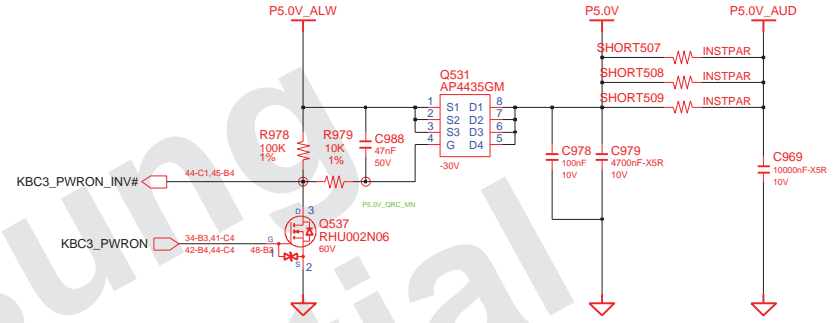 P5.0V_ALW
P5.0V
P5.0V_AUD
SHORT507
INSTPAR
SHORT508
INSTPAR
SHORT509
INSTPAR
Q531
AP4435GM
1 S1 D1 8
2 S2 D2 7
3 S3 D3 6
4 G D4 5
-30V
R978
100K
1%
R979
10K
1%
C988
47nF
50V
C978
100nF
10V
C979
4700nF-X5R
10V
C969
10000nF-X5R
10V
KBC3_PWRON_INV#
44-C1,45-B4
P5.0V_QRC_MN
D 3
Q537
RHU002N06
60V
KBC3_PWRON
34-B3,41-C4
42-B4,44-C4
48-B3
G
1
S
2
sung
tial